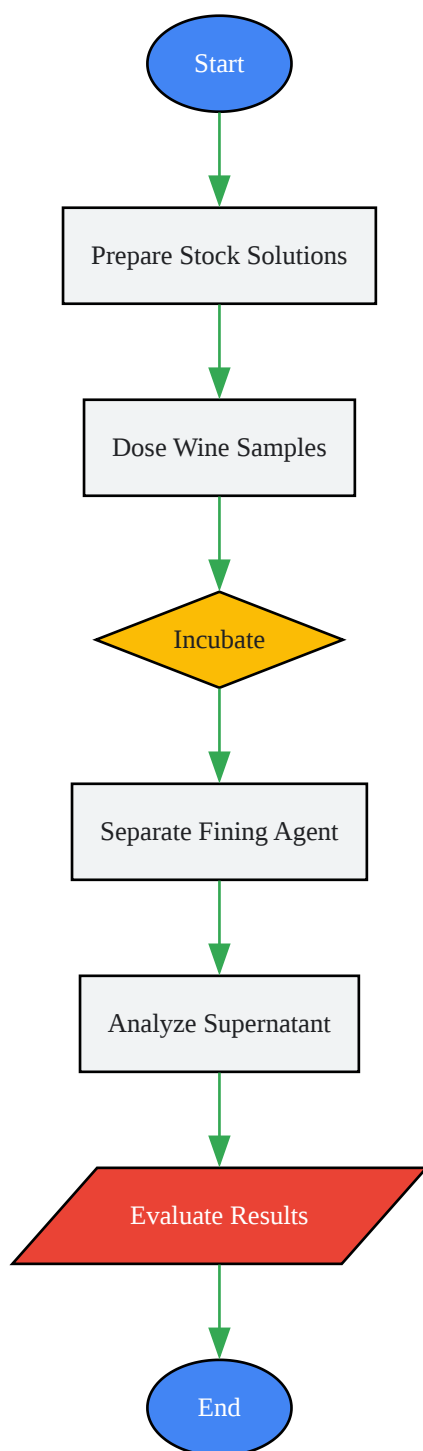 Start
Prepare Stock Solutions
Dose Wine Samples
Incubate
Separate Fining Agent
Analyze Supernatant
Evaluate Results
End